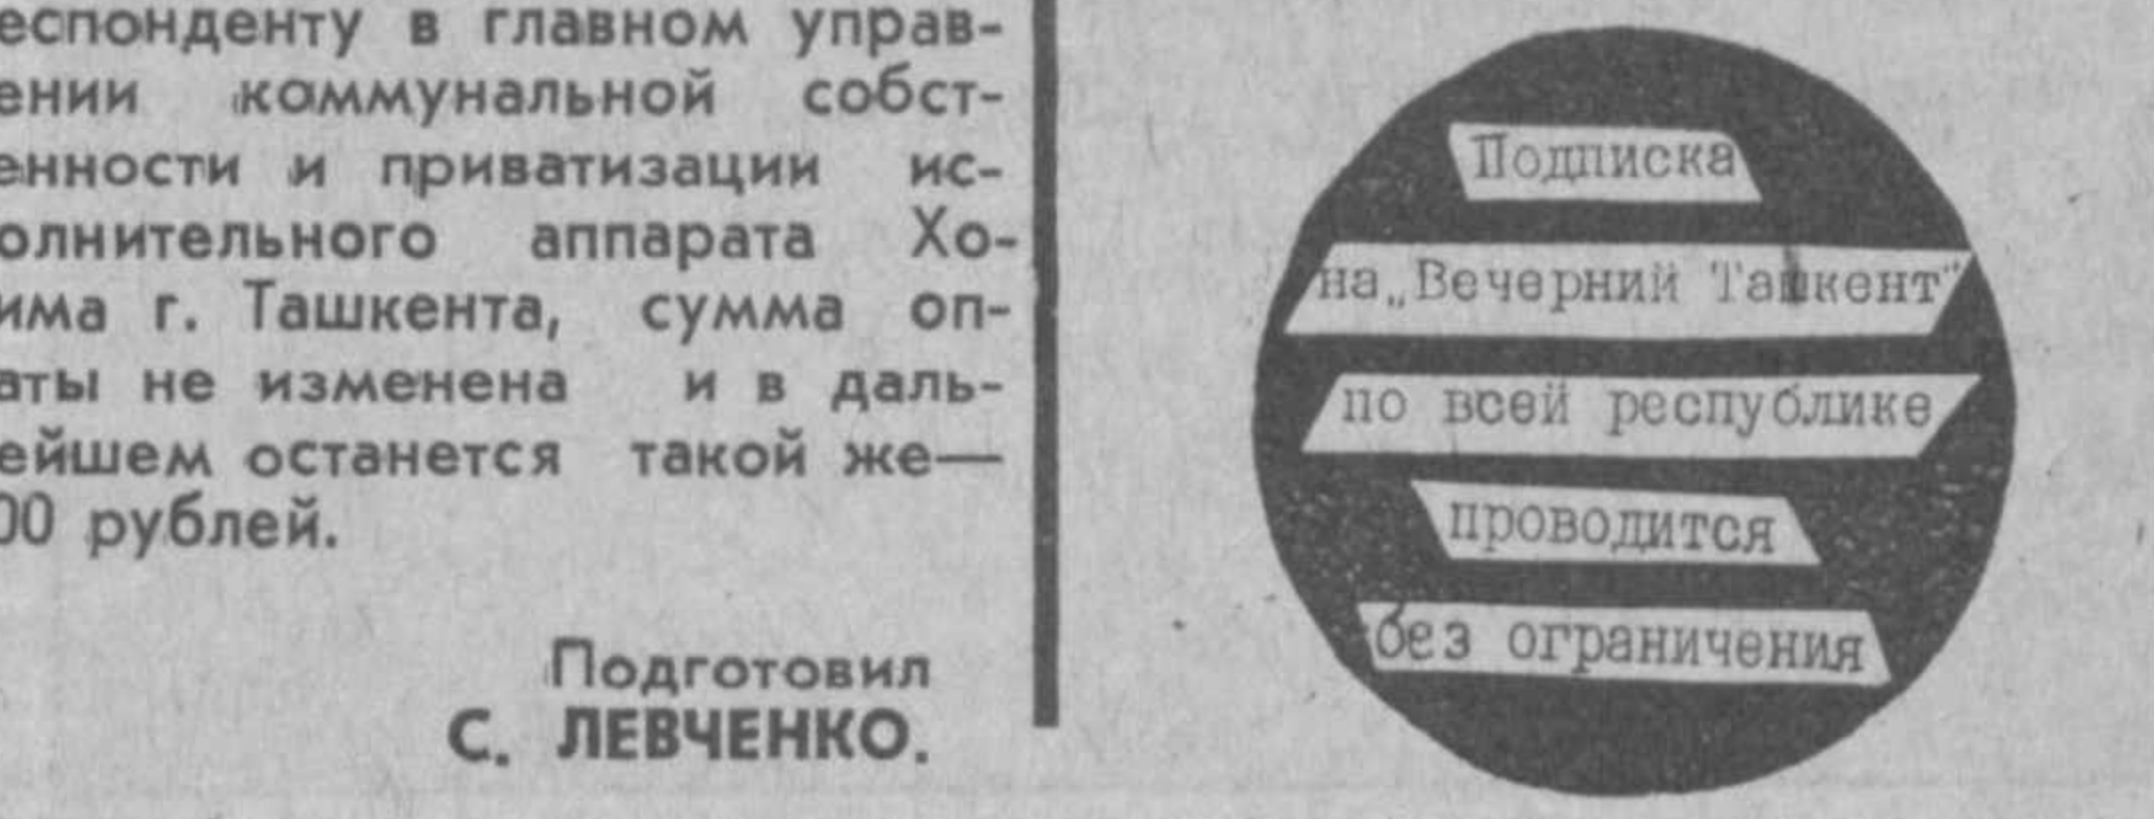 еспонденту в главном управ-
ении коммунальной собст-
енности и приватизации ис-
олнительного аппарата Хо-
има г. Ташкента, сумма оп-
аты не изменена и в даль-
ейшем останется такой же—
00 рублей.
Подготовил
С. ЛЕВЧЕНКО.
Подписка
на „Вечерний Ташкент"
по всей республике
проводится
без ограничения